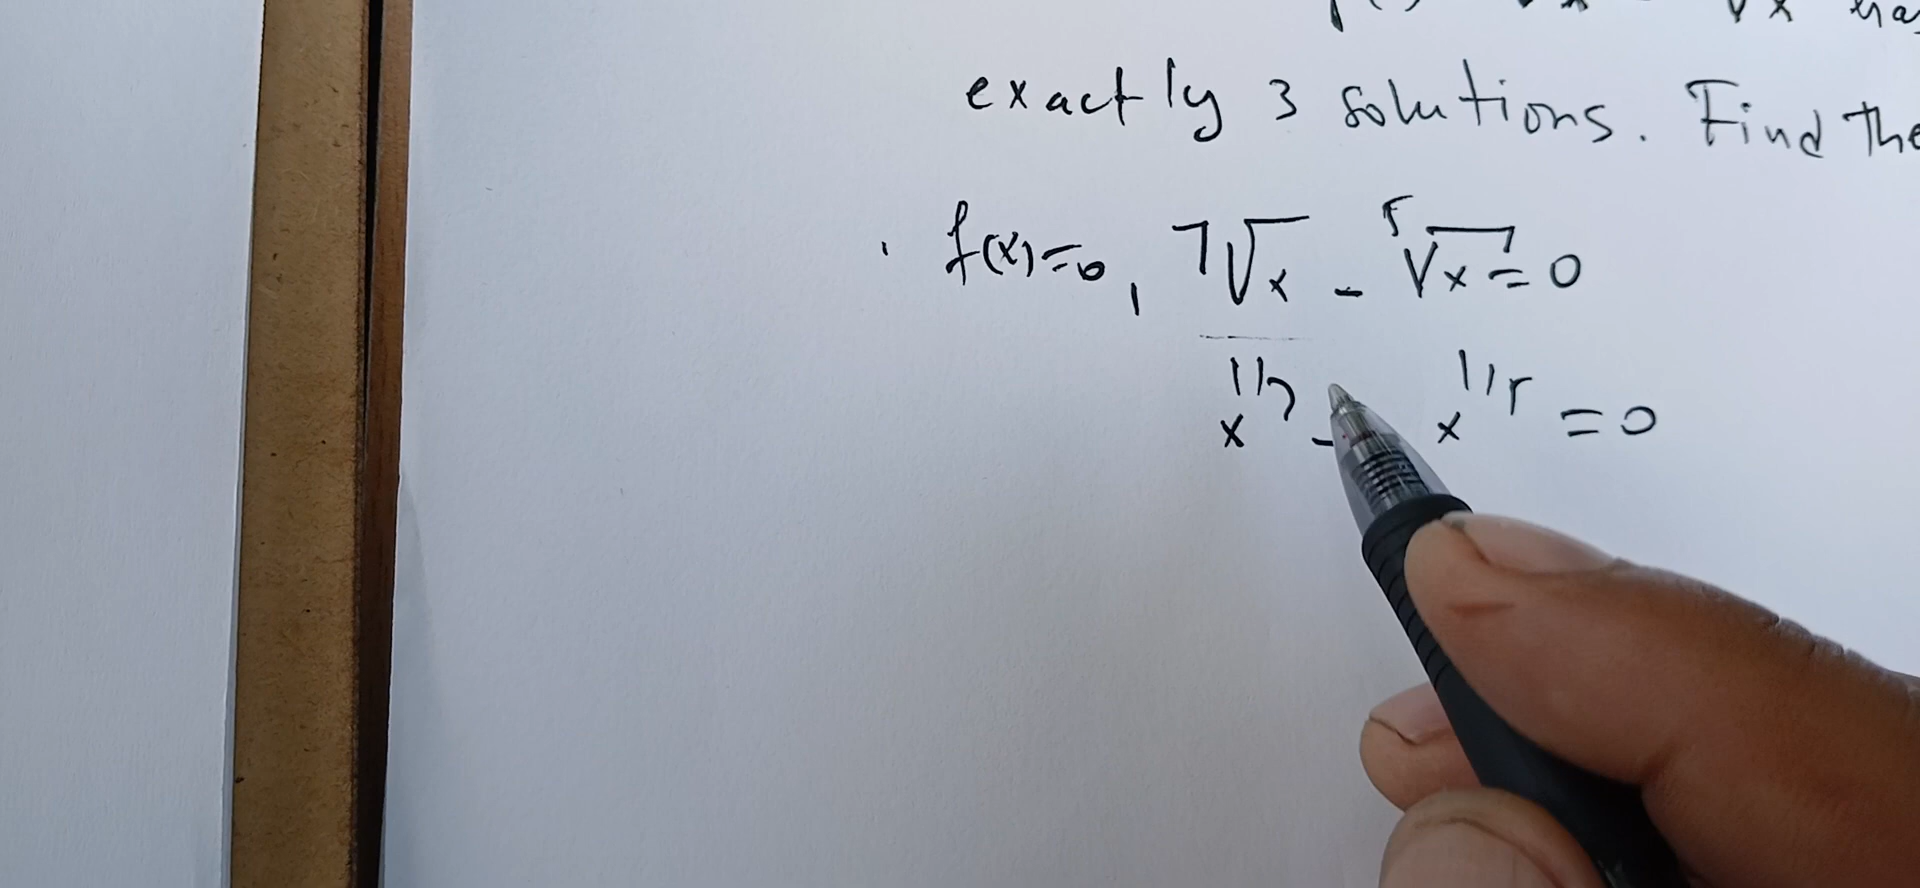 exactly 3 solutions. Find the
f(x)=0, ⁷√x - ⁵√x = 0
x^1/7 - x^1/5 = 0